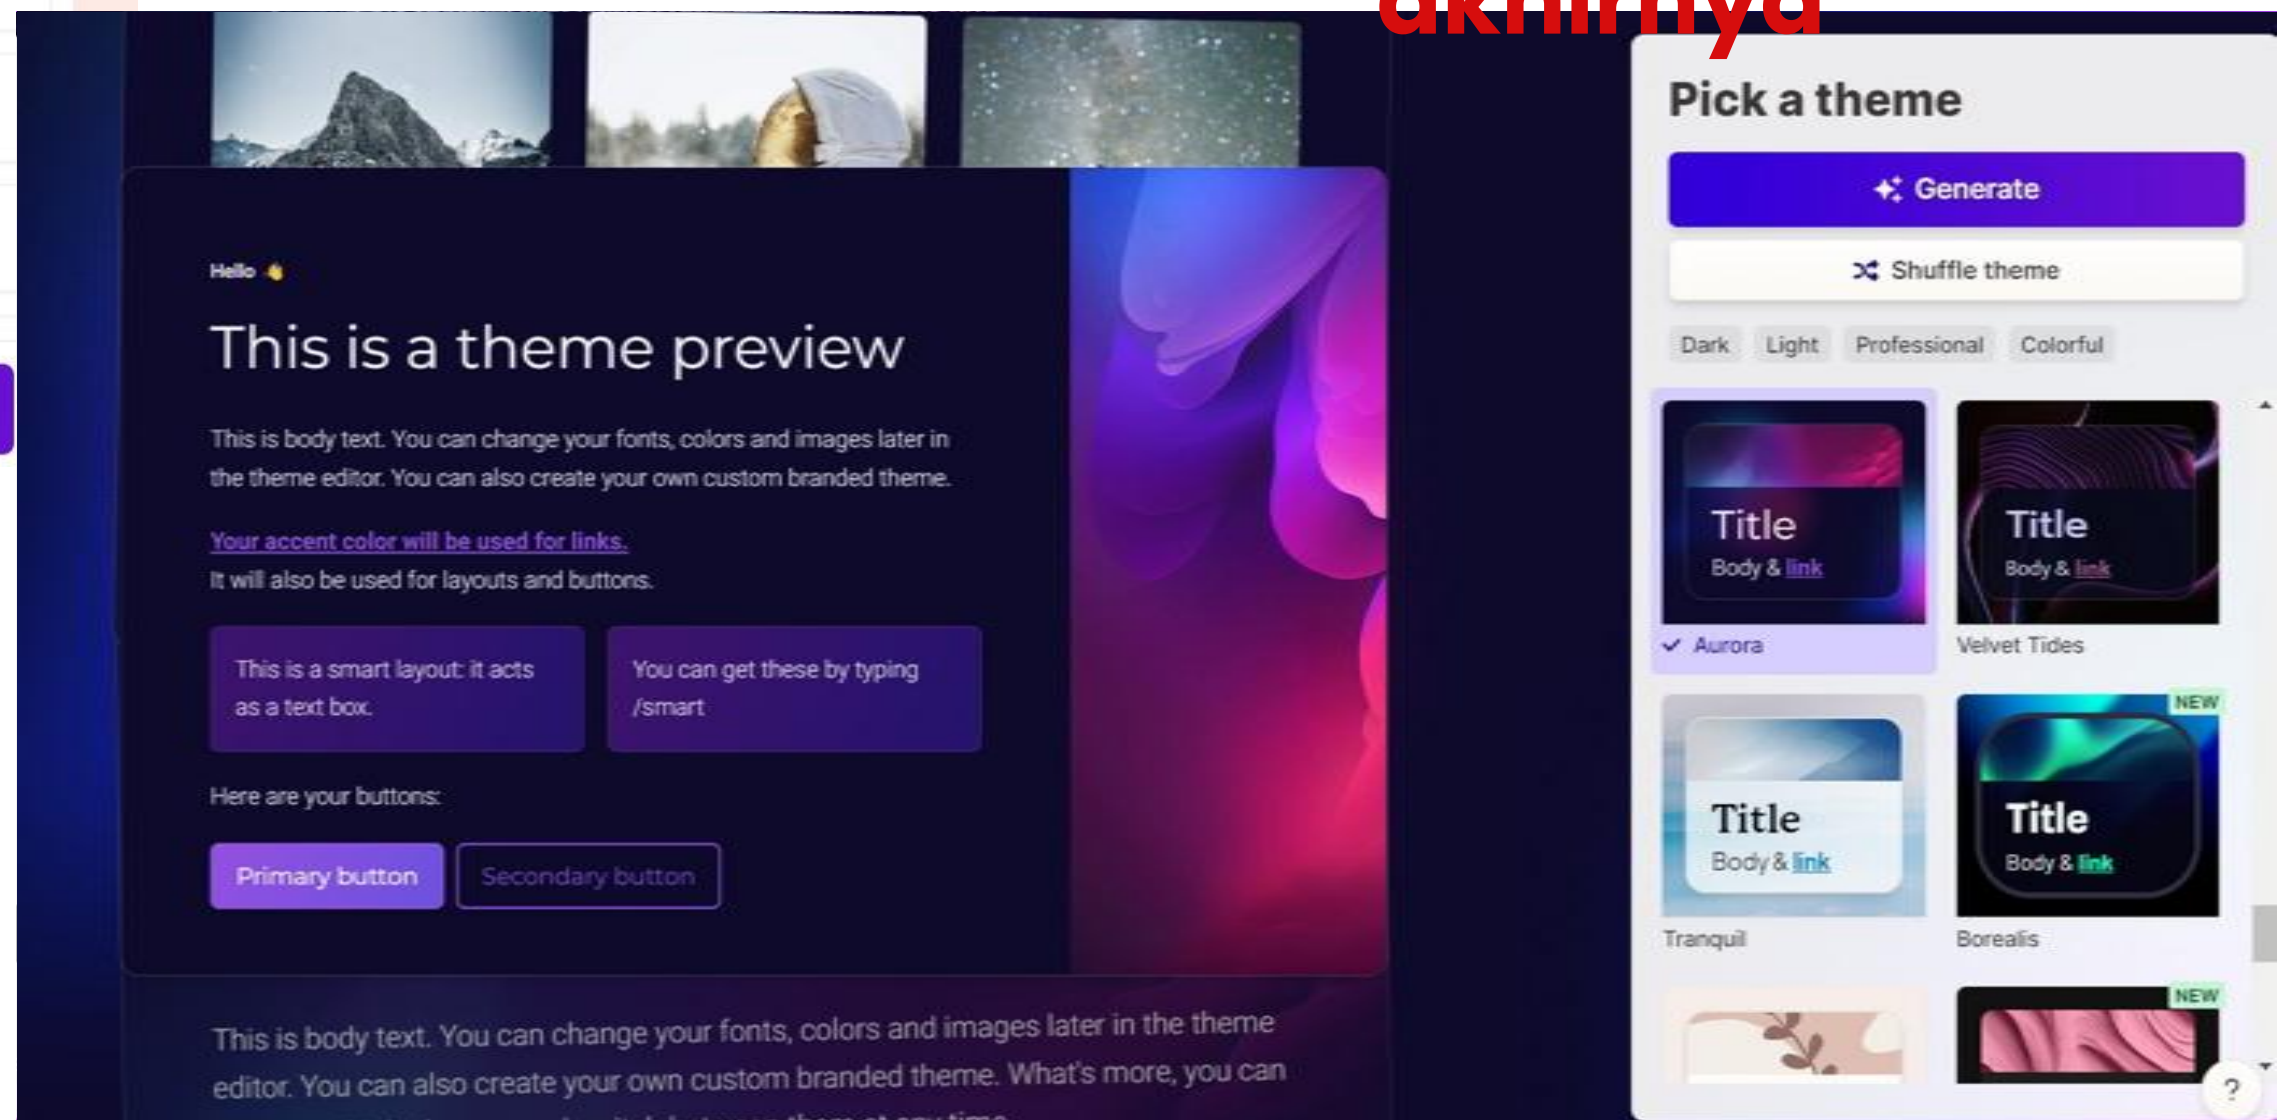 akhirnya
Hello 👋
This is a theme preview
This is body text. You can change your fonts, colors and images later in
the theme editor. You can also create your own custom branded theme.
Your accent color will be used for links.
It will also be used for layouts and buttons.
This is a smart layout: it acts
as a text box.
You can get these by typing
/smart
Here are your buttons:
Primary button
Secondary button
This is body text. You can change your fonts, colors and images later in the theme
editor. You can also create your own custom branded theme. What's more, you can
Pick a theme
Generate
Shuffle theme
Dark Light Professional Colorful
Title
Body & link
Aurora
Title
Body & link
Velvet Tides
Title
Body & link
Tranquil
NEW
Title
Body & link
Borealis
NEW
?